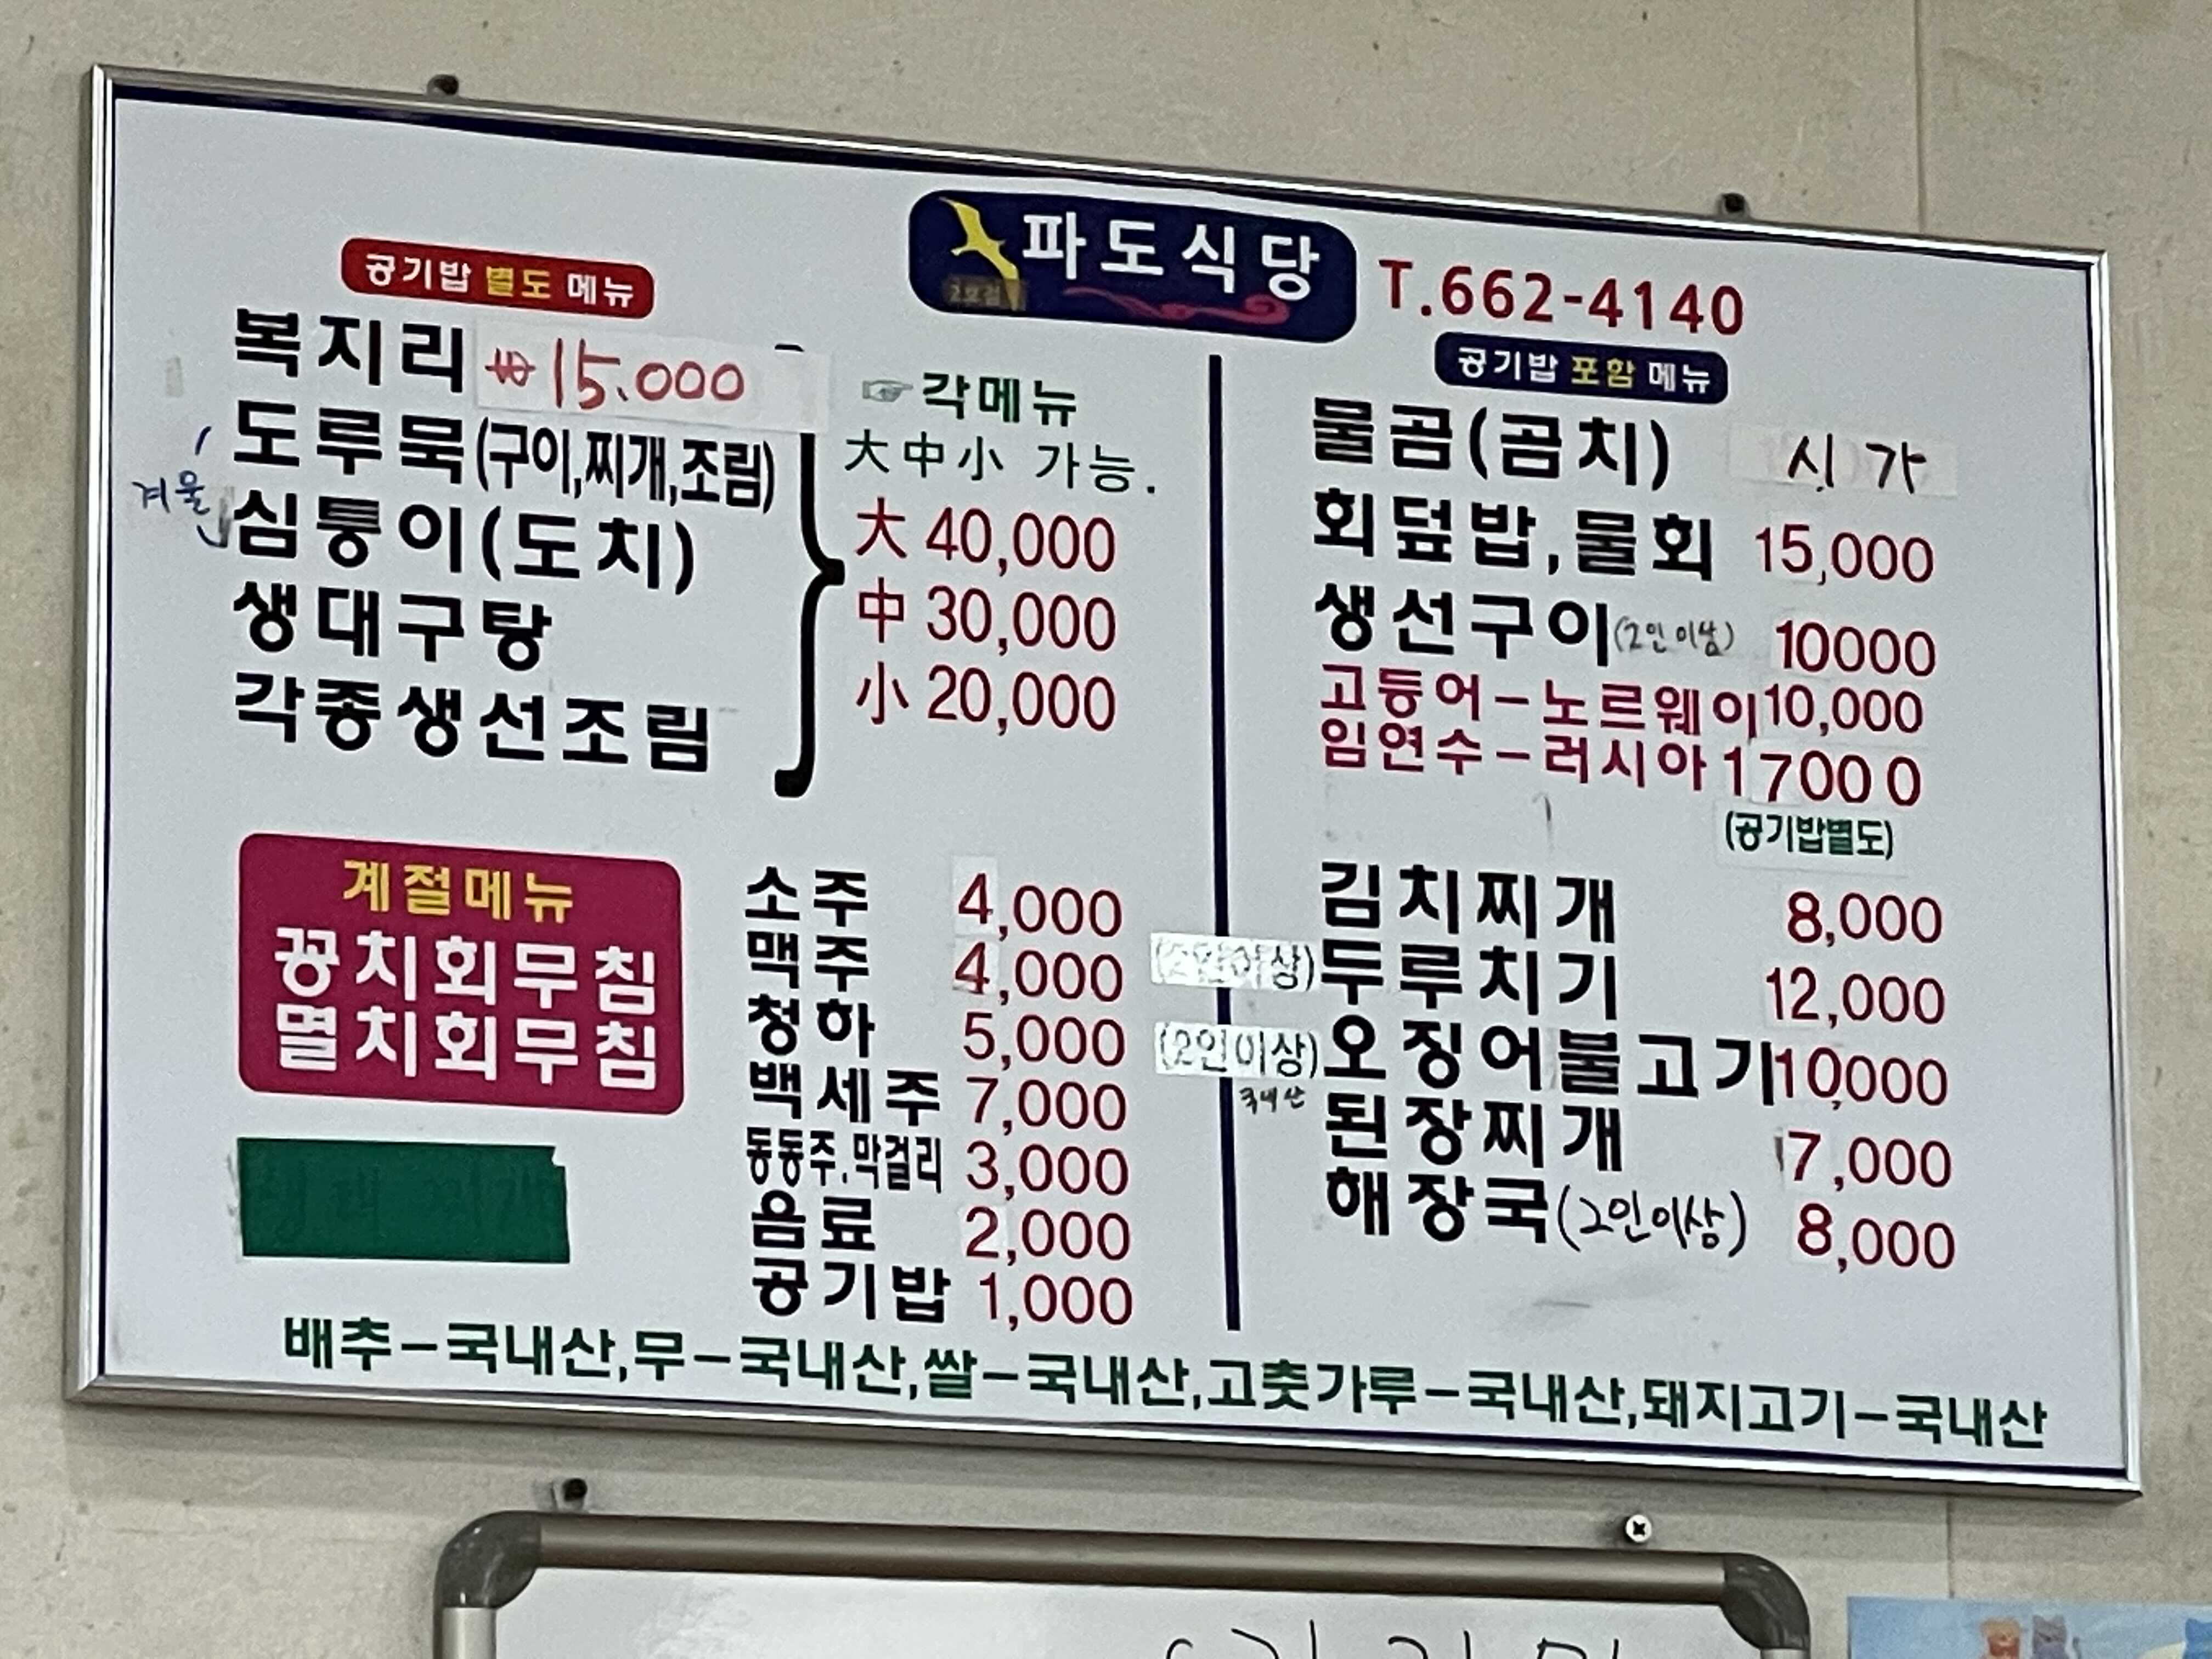 파도식당
T.662-4140
공기밥 별도 메뉴
복지리 ₩15.000
도루묵(구이,찌개,조림)
겨울
심퉁이(도치)
생대구탕
각종생선조림
☞각메뉴
大中小 가능.
大 40,000
中 30,000
小 20,000
계절메뉴
꽁치회무침
멸치회무침
소주 4,000
맥주 4,000
청하 5,000
백세주 7,000
동동주.막걸리 3,000
음료 2,000
공기밥 1,000
공기밥 포함 메뉴
물곰(곰치) 시가
회덮밥,물회 15,000
생선구이(2인이상) 10000
고등어-노르웨이 10,000
임연수-러시아 17000
(공기밥별도)
김치찌개 8,000
(2인이상)두루치기 12,000
(2인이상)오징어불고기 10,000
국내산
된장찌개 7,000
해장국(2인이상) 8,000
배추-국내산,무-국내산,쌀-국내산,고춧가루-국내산,돼지고기-국내산